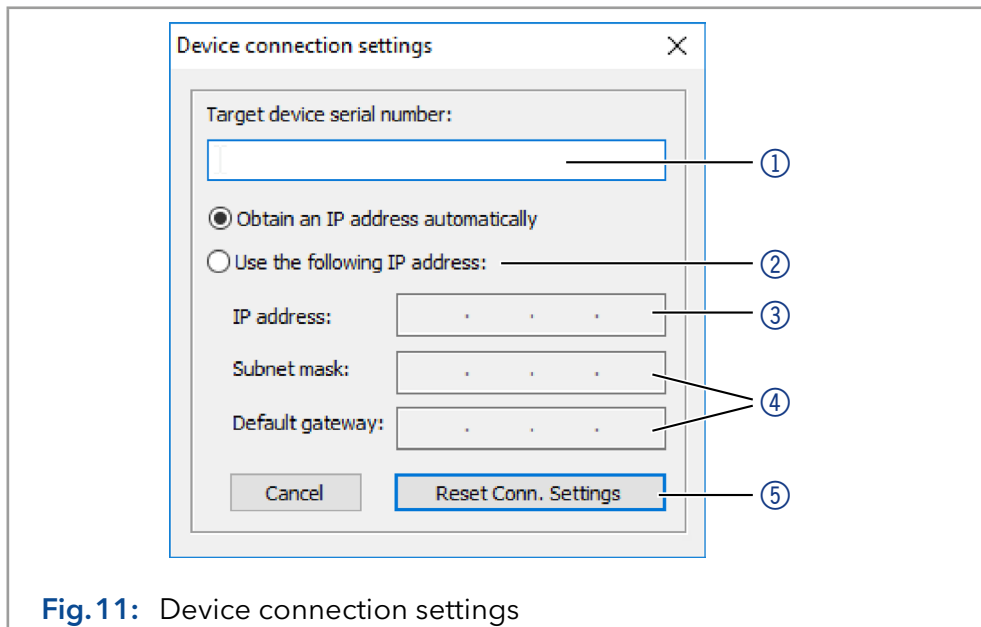 Device connection settings
Target device serial number:
①
Obtain an IP address automatically
Use the following IP address: ②
IP address: . . . ③
Subnet mask: . . .
④
Default gateway: . . .
Cancel Reset Conn. Settings ⑤
Fig.11: Device connection settings